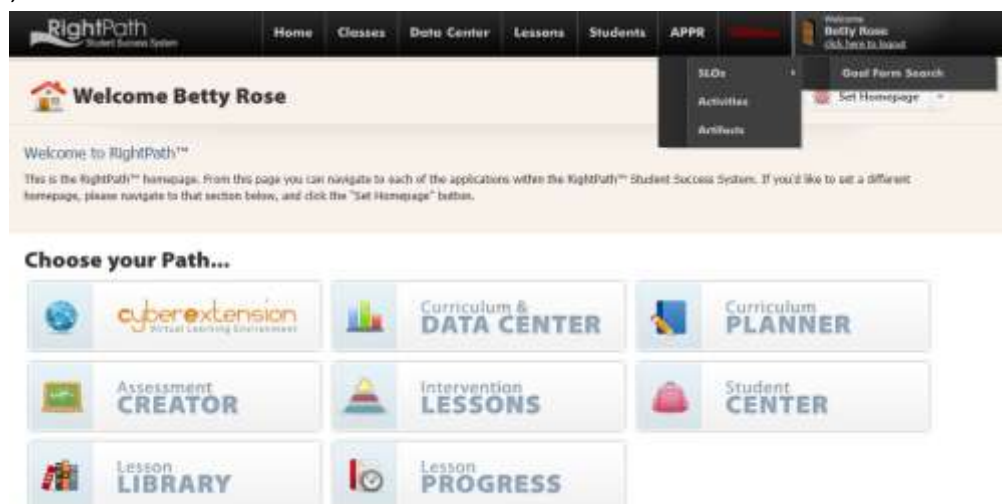 )
RightPath
Student Success System
Home Classes Data Center Lessons Students APPR
Welcome
Betty Rose
click here to logout
SLOs
Goal Form Search
Activities
Artifacts
Welcome Betty Rose
Set Homepage
Welcome to RightPath™
This is the RightPath™ homepage. From this page you can navigate to each of the applications within the RightPath™ Student Success System. If you'd like to set a different
homepage, please navigate to that section below, and click the "Set Homepage" button.
Choose your Path...
cyberextension
Virtual Learning Environment
Curriculum &
DATA CENTER
Curriculum
PLANNER
Assessment
CREATOR
Intervention
LESSONS
Student
CENTER
Lesson
LIBRARY
Lesson
PROGRESS